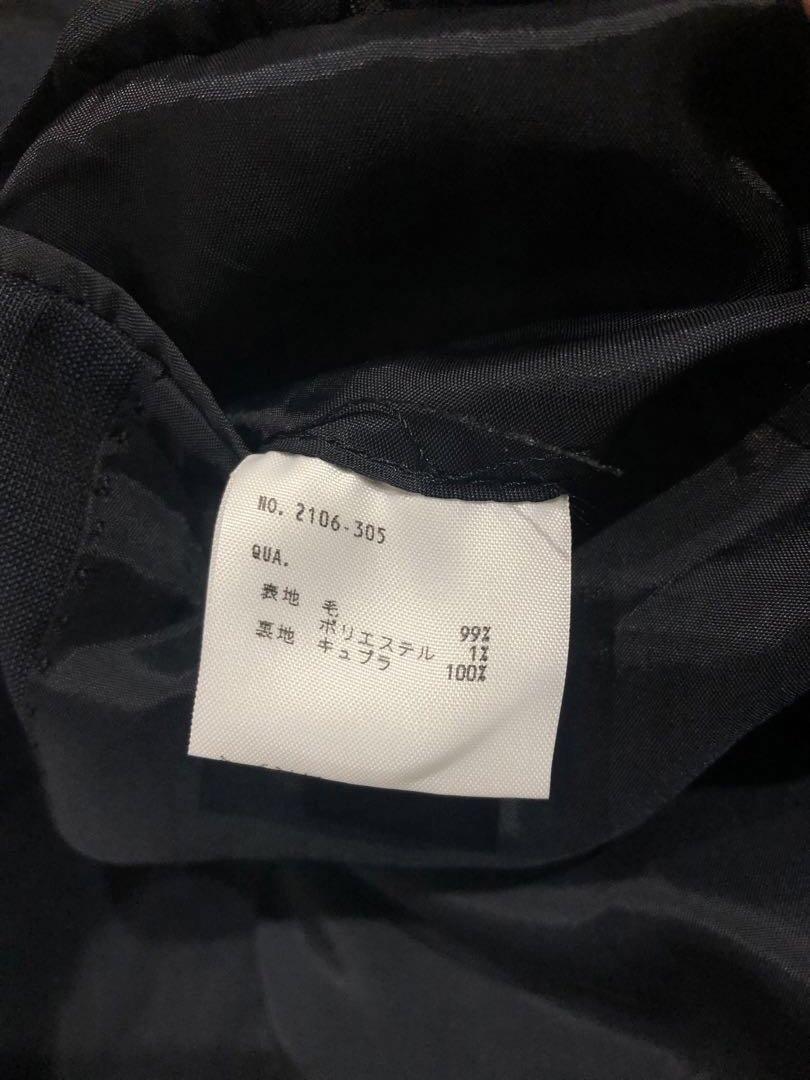 NO. 2106-305
QUA.
表地 毛 99%
ポリエステル 1%
裏地 キュプラ 100%